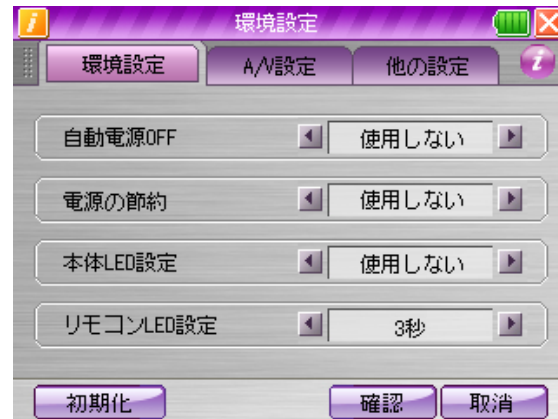 環境設定
環境設定 A/V設定 他の設定
自動電源OFF 使用しない
電源の節約 使用しない
本体LED設定 使用しない
リモコンLED設定 3秒
初期化 確認 取消